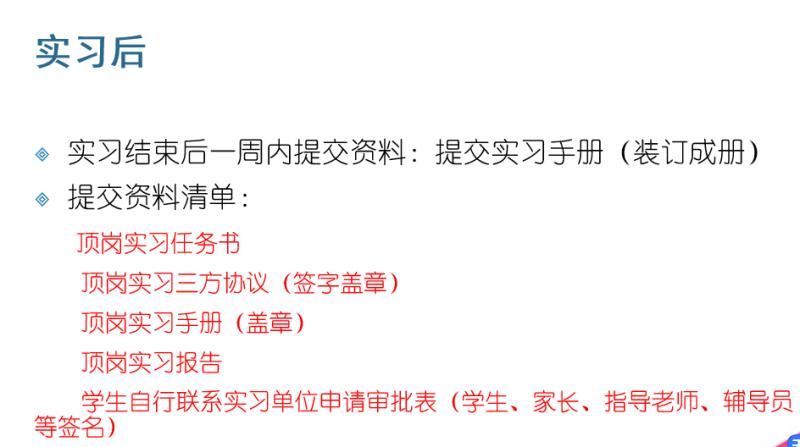 实习后
实习结束后一周内提交资料：提交实习手册（装订成册）
提交资料清单：
顶岗实习任务书
顶岗实习三方协议（签字盖章）
顶岗实习手册（盖章）
顶岗实习报告
学生自行联系实习单位申请审批表（学生、家长、指导老师、辅导员
等签名）